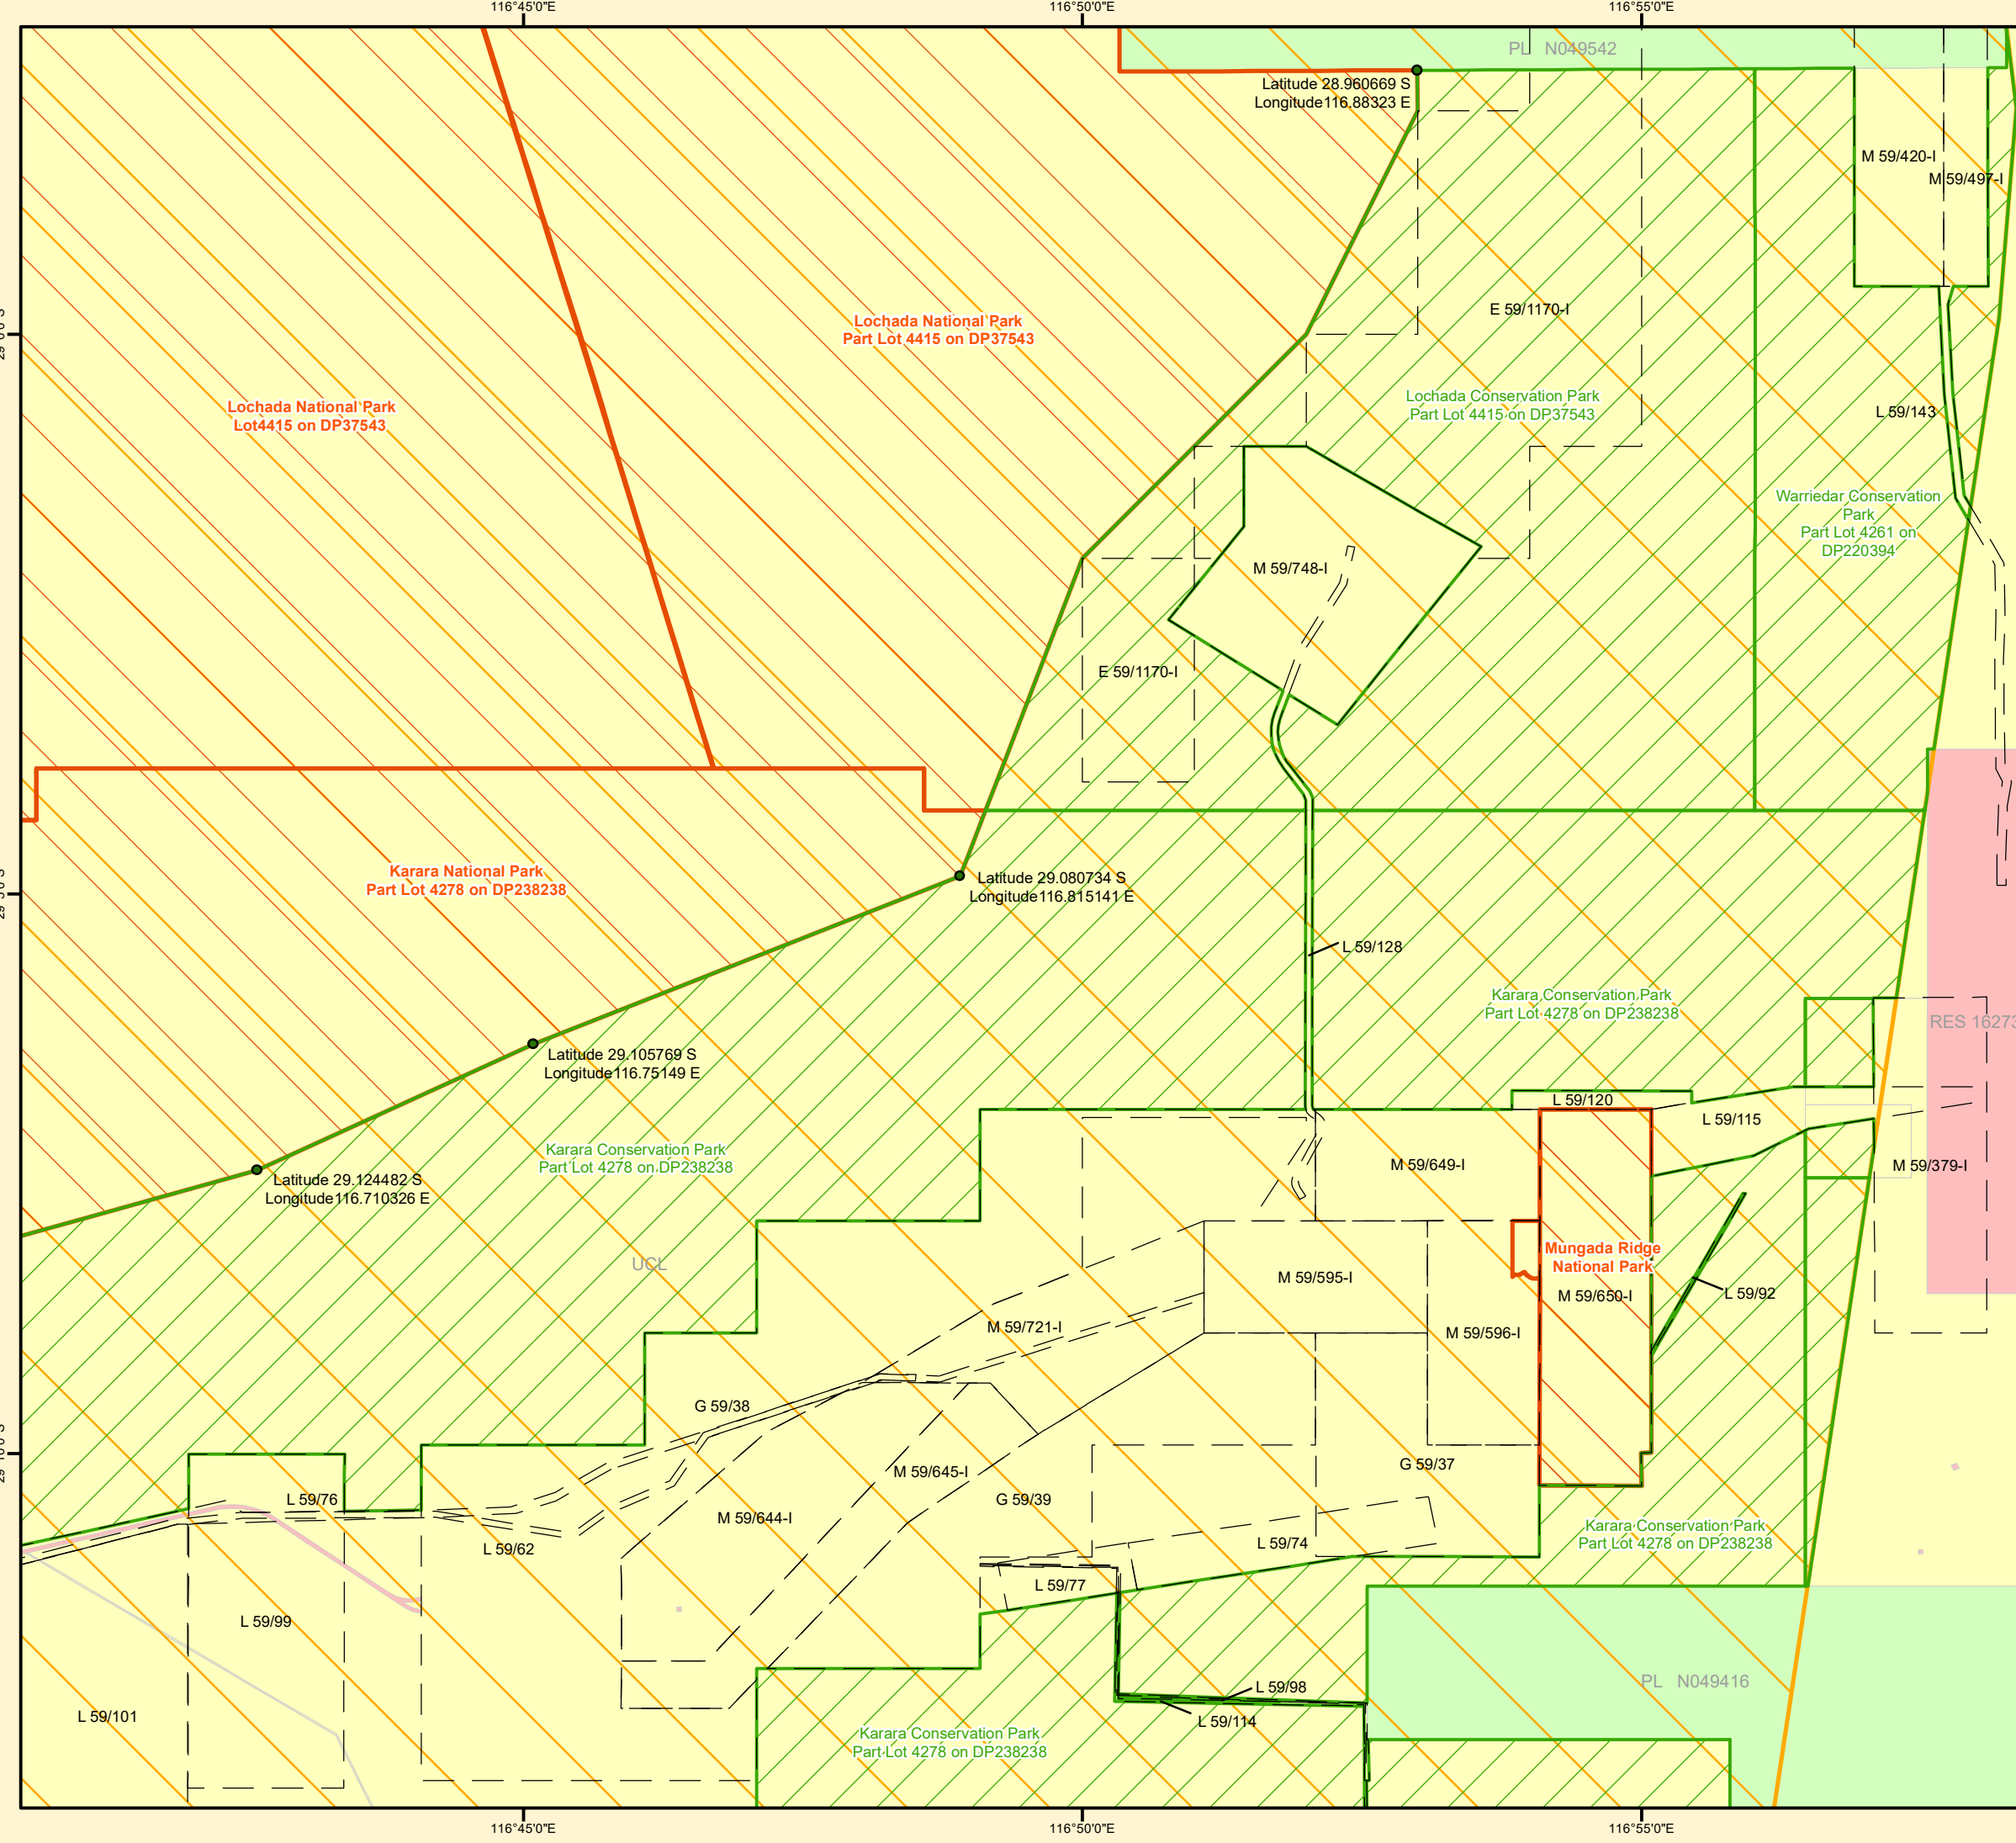 116°45'0"E
116°50'0"E
116°55'0"E
PL N049542
Latitude 28.960669 S
Longitude116.88323 E
M 59/420-I
M 59/497-I
E 59/1170-I
Lochada National Park
Part Lot 4415 on DP37543
Lochada National Park
Lot4415 on DP37543
Lochada Conservation Park
Part Lot 4415 on DP37543
L 59/143
Warriedar Conservation
Park
Part Lot 4261 on
DP220394
M 59/748-I
E 59/1170-I
Karara National Park
Part Lot 4278 on DP238238
Latitude 29.080734 S
Longitude116.815141 E
L 59/128
Karara Conservation Park
Part Lot 4278 on DP238238
RES 16273
Latitude 29.105769 S
Longitude116.75149 E
L 59/120
L 59/115
Karara Conservation Park
Part Lot 4278 on DP238238
M 59/649-I
M 59/379-I
Latitude 29.124482 S
Longitude116.710326 E
UCL
Mungada Ridge
National Park
M 59/595-I
M 59/650-I
L 59/92
M 59/721-I
M 59/596-I
G 59/38
M 59/645-I
G 59/37
L 59/76
G 59/39
M 59/644-I
Karara Conservation Park
Part Lot 4278 on DP238238
L 59/62
L 59/74
L 59/77
L 59/99
PL N049416
L 59/98
L 59/101
L 59/114
Karara Conservation Park
Part Lot 4278 on DP238238
116°45'0"E
116°50'0"E
116°55'0"E